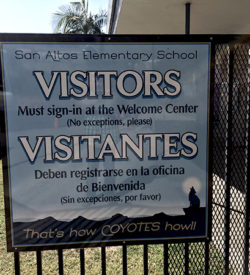 San Altos Elementary School
VISITORS
Must sign-in at the Welcome Center
(No exceptions, please)
VISITANTES
Deben registrarse en la oficina
de Bienvenida
(Sin excepciones, por favor)
That's how COYOTES howl!